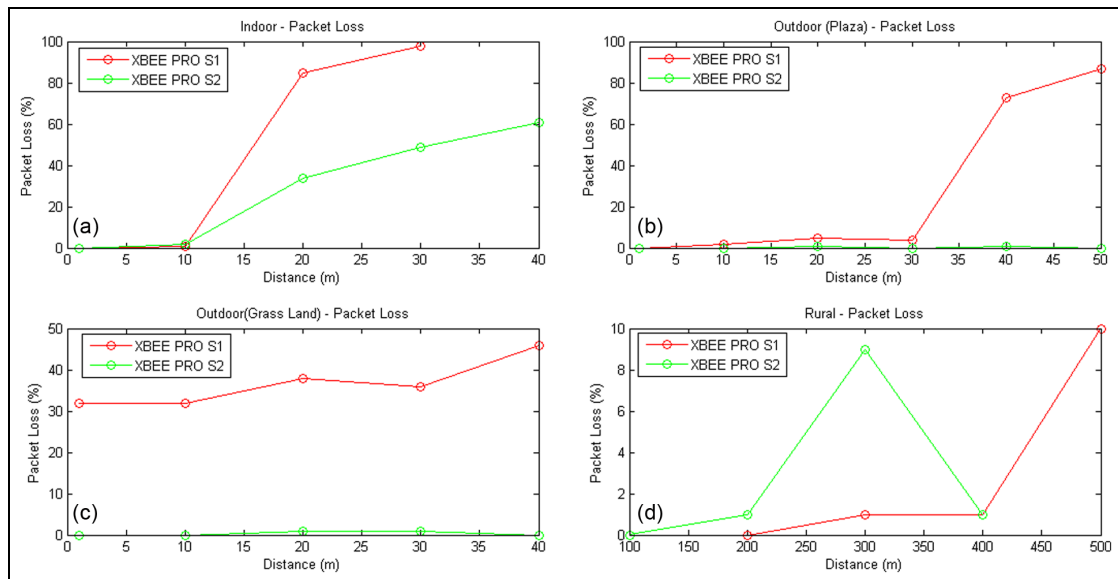 Indoor - Packet Loss
100
80
60
40
20
0
XBEE PRO S1
XBEE PRO S2
Packet Loss (%)
(a)
0 5 10 15 20 25 30 35 40
Distance (m)
Outdoor (Plaza) - Packet Loss
100
80
60
40
20
0
XBEE PRO S1
XBEE PRO S2
Packet Loss (%)
(b)
0 5 10 15 20 25 30 35 40 45 50
Distance (m)
Outdoor(Grass Land) - Packet Loss
50
40
30
20
10
0
XBEE PRO S1
XBEE PRO S2
Packet Loss (%)
(c)
0 5 10 15 20 25 30 35 40
Distance (m)
Rural - Packet Loss
10
8
6
4
2
0
XBEE PRO S1
XBEE PRO S2
Packet Loss (%)
(d)
100 150 200 250 300 350 400 450 500
Distance (m)